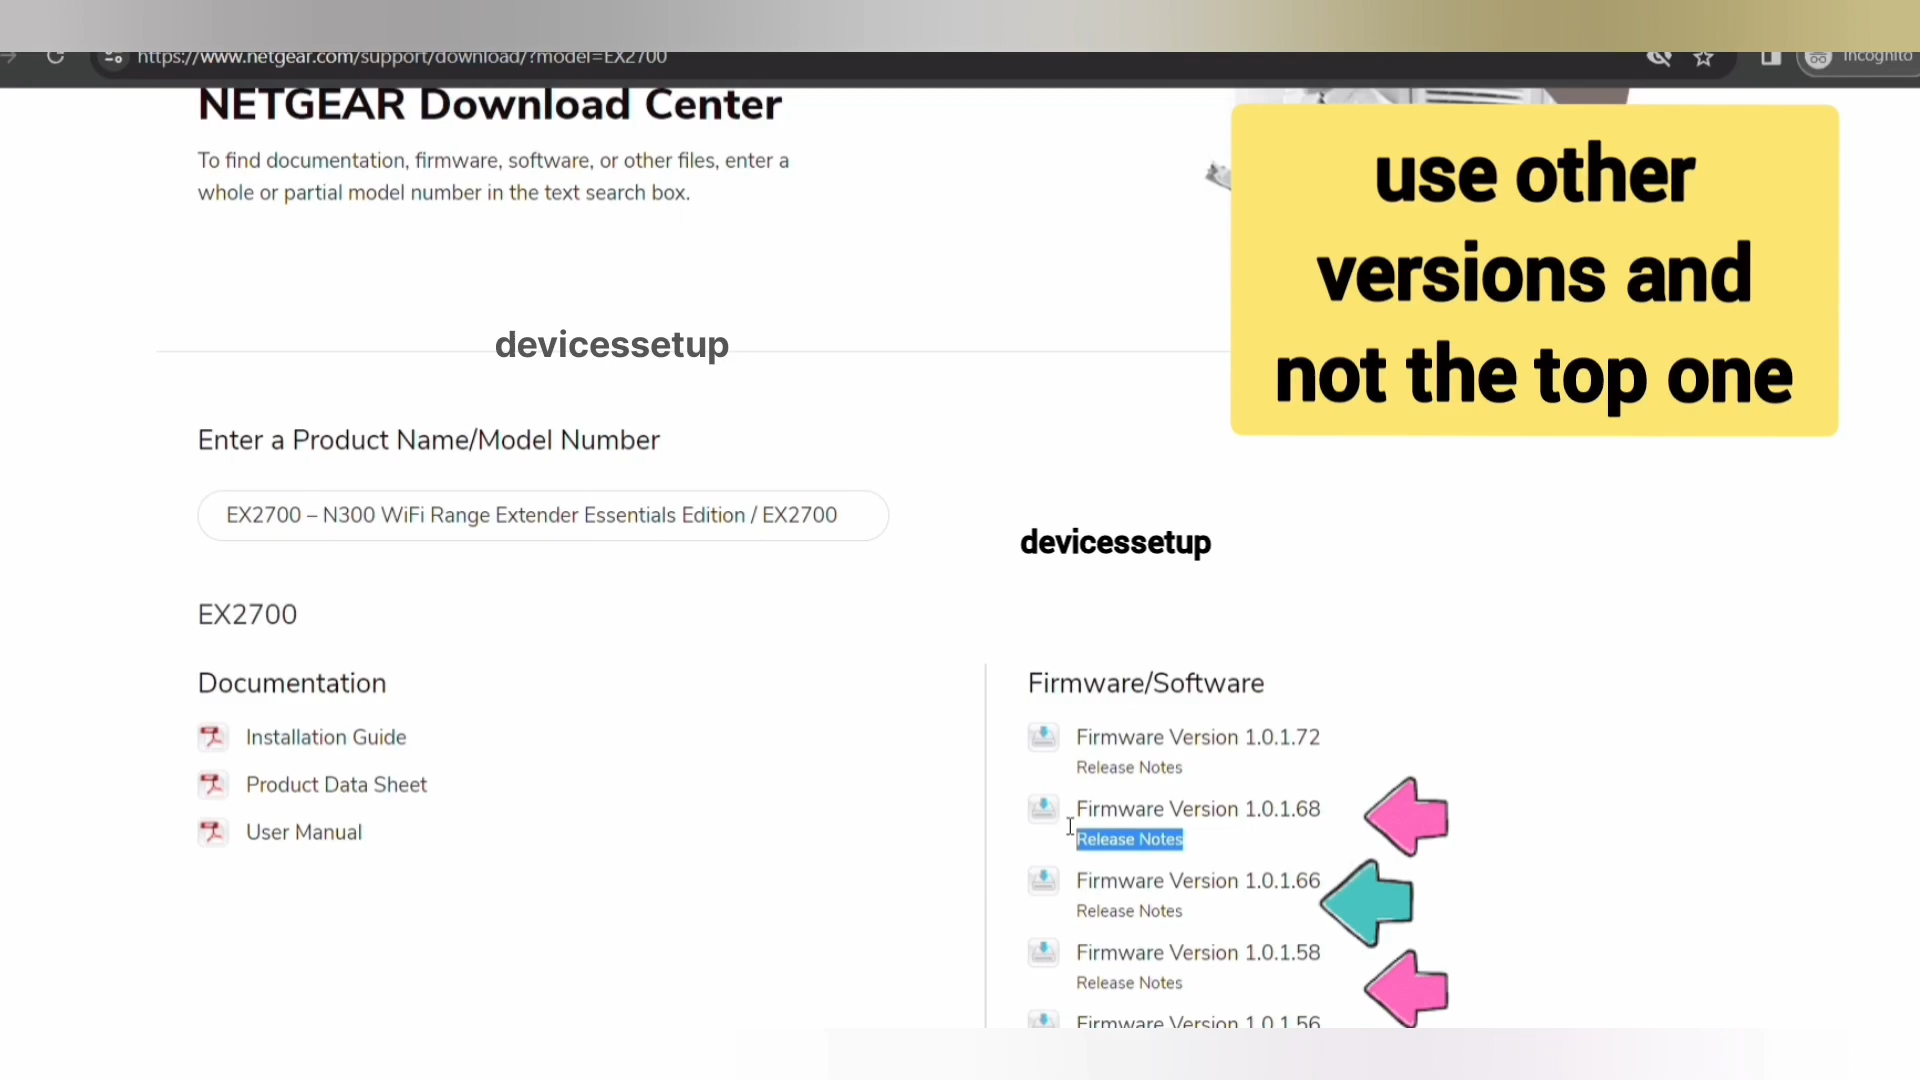 https://www.netgear.com/support/download/?model=EX2700
Incognito
NETGEAR Download Center
To find documentation, firmware, software, or other files, enter a
whole or partial model number in the text search box.
use other
versions and
not the top one
devicessetup
Enter a Product Name/Model Number
EX2700 – N300 WiFi Range Extender Essentials Edition / EX2700
devicessetup
EX2700
Documentation
Installation Guide
Product Data Sheet
User Manual
Firmware/Software
Firmware Version 1.0.1.72
Release Notes
Firmware Version 1.0.1.68
Release Notes
Firmware Version 1.0.1.66
Release Notes
Firmware Version 1.0.1.58
Release Notes
Firmware Version 1.0.1.56